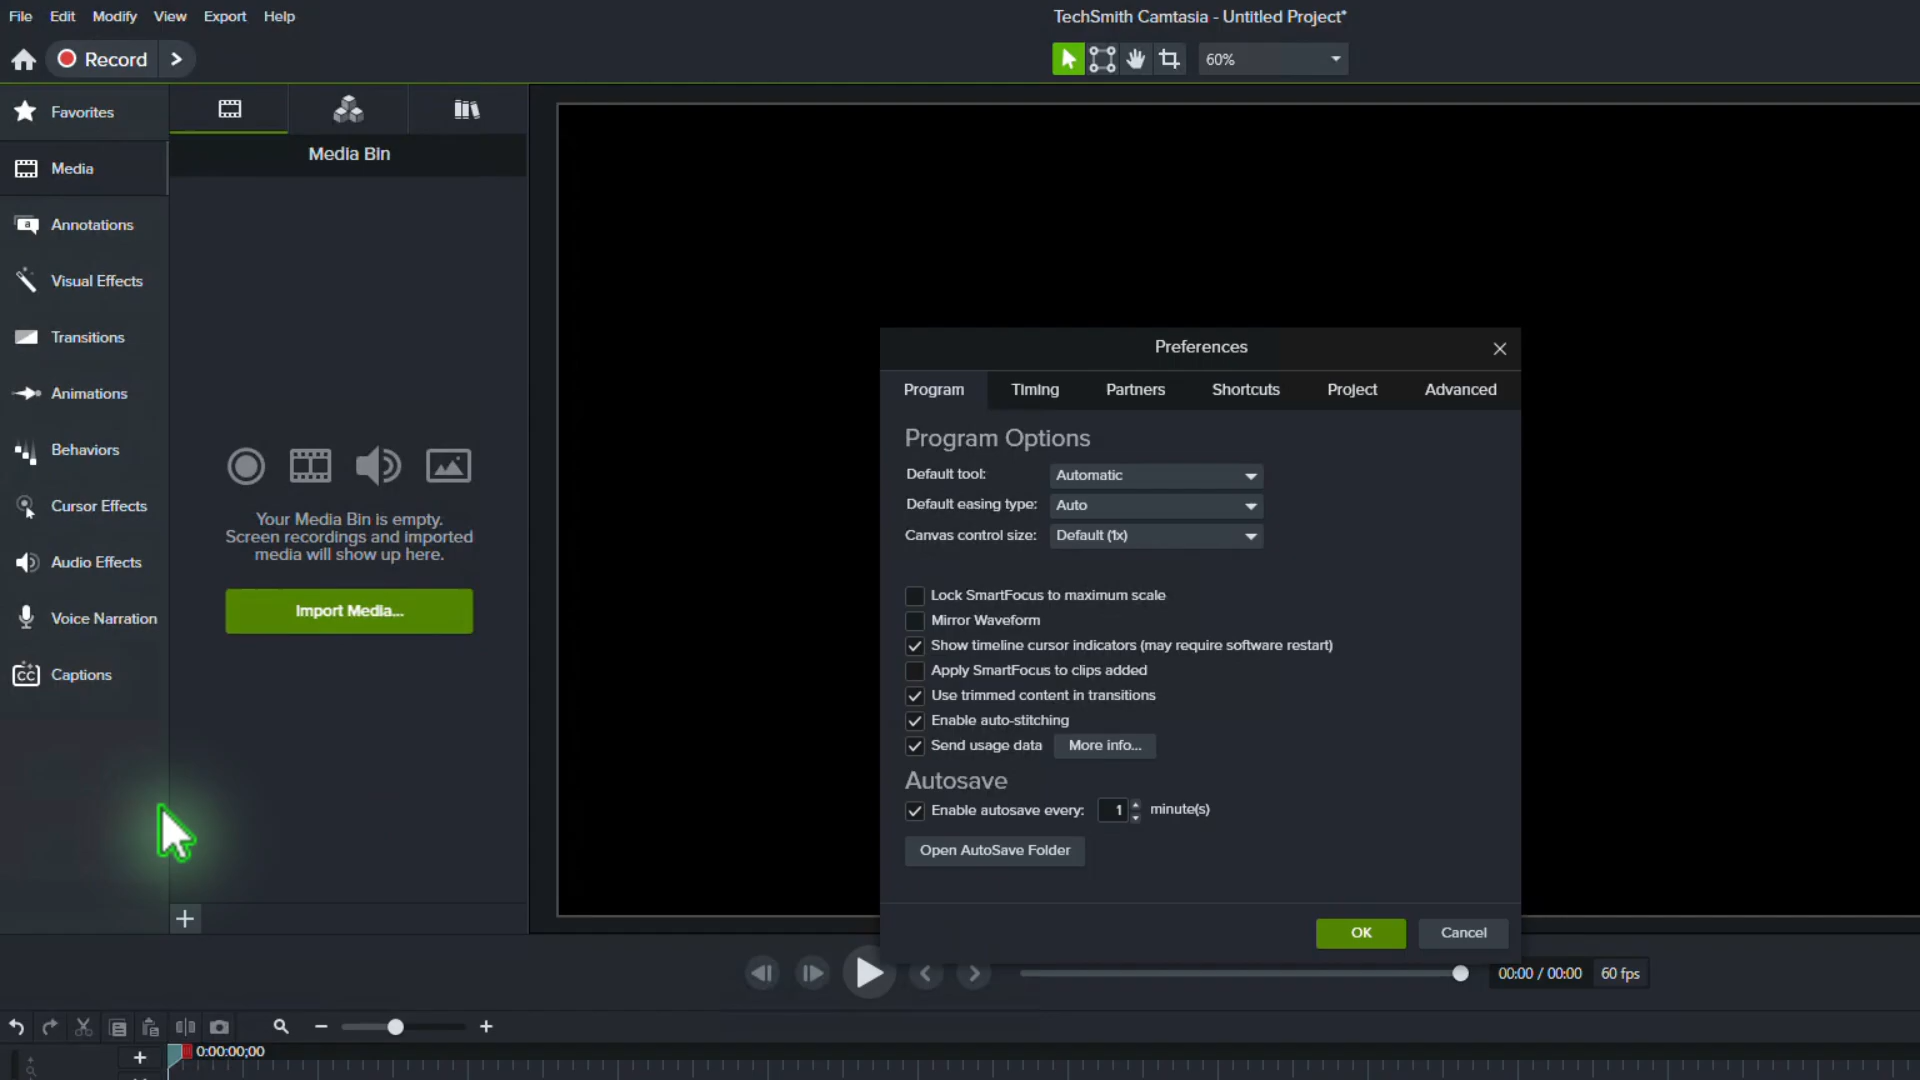 File Edit Modify View Export Help
TechSmith Camtasia - Untitled Project*
Record
60%
Favorites
Media
Annotations
Visual Effects
Transitions
Animations
Behaviors
Cursor Effects
Audio Effects
Voice Narration
CC Captions
Media Bin
Your Media Bin is empty.
Screen recordings and imported
media will show up here.
Import Media...
Preferences
Program Timing Partners Shortcuts Project Advanced
Program Options
Default tool: Automatic
Default easing type: Auto
Canvas control size: Default (1x)
Lock SmartFocus to maximum scale
Mirror Waveform
Show timeline cursor indicators (may require software restart)
Apply SmartFocus to clips added
Use trimmed content in transitions
Enable auto-stitching
Send usage data More info...
Autosave
Enable autosave every: 1 minute(s)
Open AutoSave Folder
OK Cancel
00:00 / 00:00 60 fps
0:00:00;00